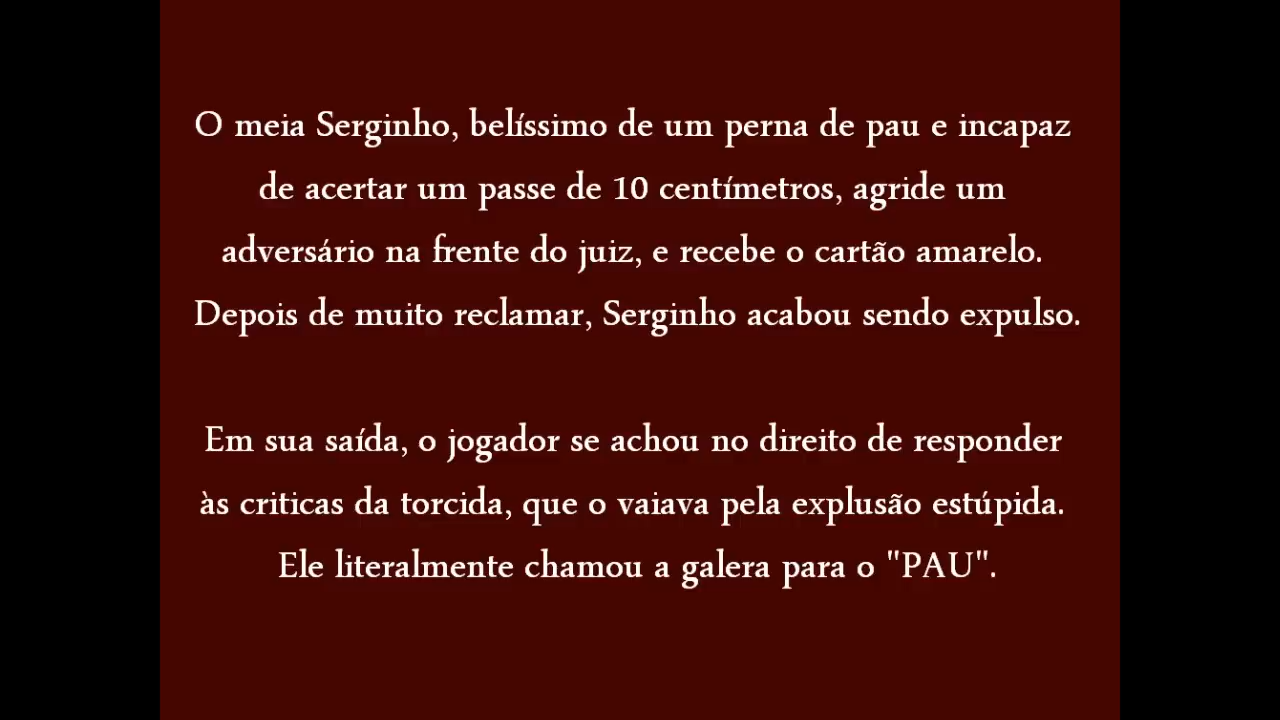 O meia Serginho, belíssimo de um perna de pau e incapaz
de acertar um passe de 10 centímetros, agride um
adversário na frente do juiz, e recebe o cartão amarelo.
Depois de muito reclamar, Serginho acabou sendo expulso.
Em sua saída, o jogador se achou no direito de responder
às criticas da torcida, que o vaiava pela explusão estúpida.
Ele literalmente chamou a galera para o "PAU".